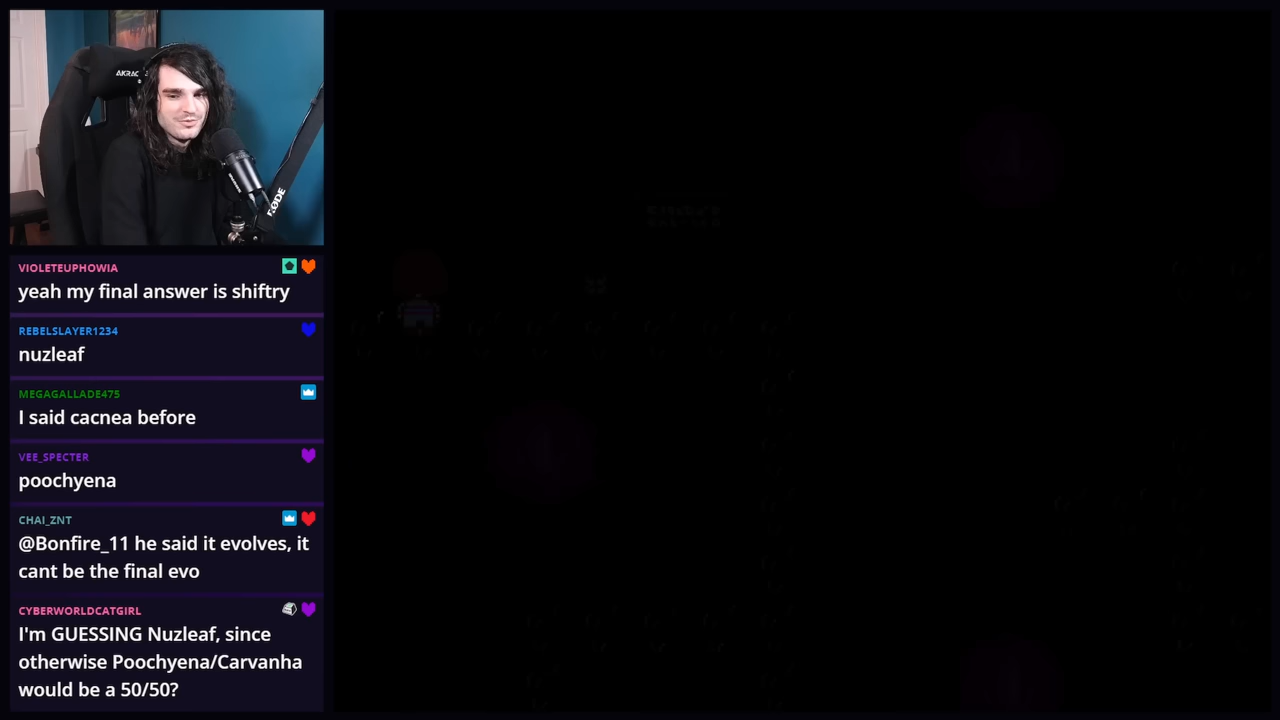 AKRAC
RØDE
VIOLETEUPHOWIA
yeah my final answer is shiftry
REBELSLAYER1234
nuzleaf
MEGAGALLADE475
I said cacnea before
VEE_SPECTER
poochyena
CHAI_ZNT
@Bonfire_11 he said it evolves, it
cant be the final evo
CYBERWORLDCATGIRL
I'm GUESSING Nuzleaf, since
otherwise Poochyena/Carvanha
would be a 50/50?